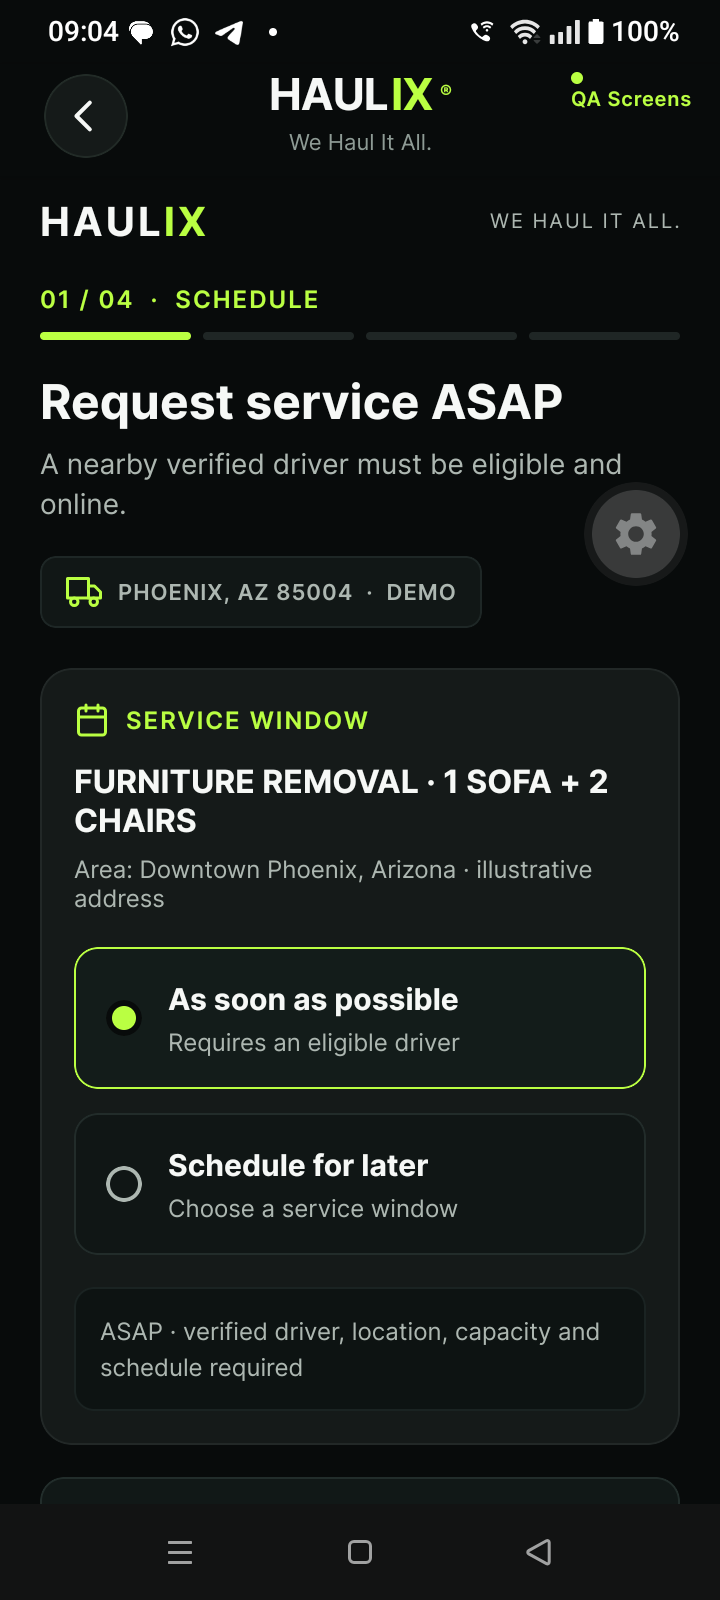 09:04
100%
HAULIX ®
We Haul It All.
QA Screens
HAULIX
WE HAUL IT ALL.
01 / 04 · SCHEDULE
Request service ASAP
A nearby verified driver must be eligible and
online.
PHOENIX, AZ 85004 · DEMO
SERVICE WINDOW
FURNITURE REMOVAL · 1 SOFA + 2
CHAIRS
Area: Downtown Phoenix, Arizona · illustrative
address
As soon as possible
Requires an eligible driver
Schedule for later
Choose a service window
ASAP · verified driver, location, capacity and
schedule required